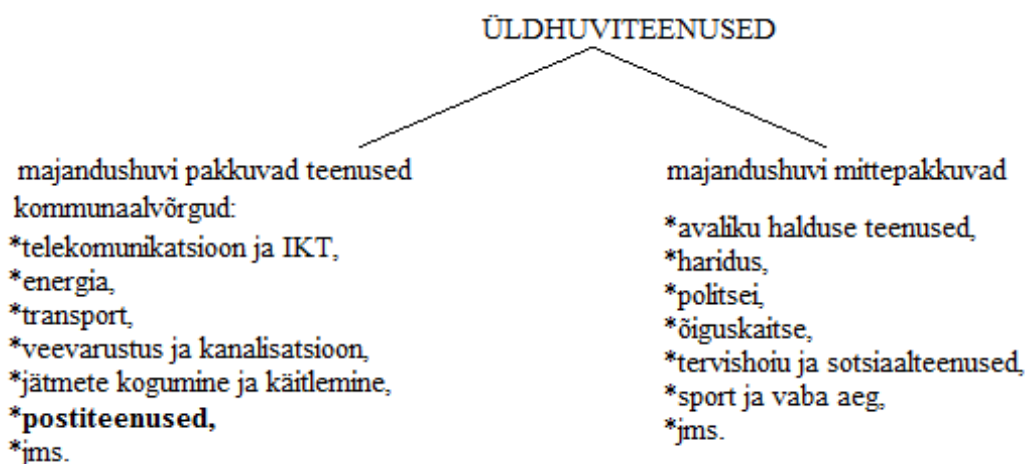 ÜLDHUVITEENUSED
majandushuvi pakkuvad teenused
kommunaalvõrgud:
*telekomunikatsioon ja IKT,
*energia,
*transport,
*veevarustus ja kanalisatsioon,
*jätmete kogumine ja käitlemine,
*postiteenused,
*jms.
majandushuvi mittepakkuvad
*avaliku halduse teenused,
*haridus,
*politsei,
*õiguskaitse,
*tervishoiu ja sotsiaalteenused,
*sport ja vaba aeg,
*jms.